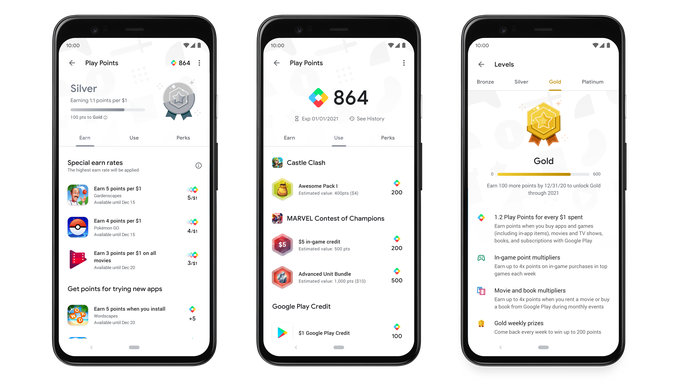 10:00
Play Points
864
Silver
Earning 1.1 points per $1
100 pts to Gold
Earn
Use
Perks
Special earn rates
The highest earn rate will be applied
Earn 5 points per $1
Gardenscapes
Available until Dec 15
5/$1
Earn 4 points per $1
Pokémon GO
Available until Dec 15
4/$1
Earn 3 points per $1 on all
movies
Available until Dec 20
3/$1
Get points for trying new apps
Earn 5 points when you install
Wordscapes
Available until Dec 20
+5
10:00
Play Points
864
Exp 01/01/2021
See History
Earn
Use
Perks
Castle Clash
Awesome Pack I
Estimated value: 400pts ($4)
200
MARVEL Contest of Champions
$5
$5 in-game credit
Estimated value: 500 pts
200
Advanced Unit Bundle
Estimated value: 1,000 pts ($10)
500
Google Play Credit
$1 Google Play Credit
100
10:00
Levels
Bronze
Silver
Gold
Platinum
Gold
0
600
Earn 100 more points by 12/31/20 to unlock Gold
through 2021
1.2 Play Points for every $1 spent
Earn points when you buy apps and games
(including in-app items), movies and TV shows,
books, and subscriptions with Google Play
In-game point multipliers
Earn up to 4x points on in-game purchases in top
games each week
Movie and book multipliers
Earn up to 4x points when you rent a movie or buy
a book from Google Play during monthly events
Gold weekly prizes
Come back every week to win up to 200 points